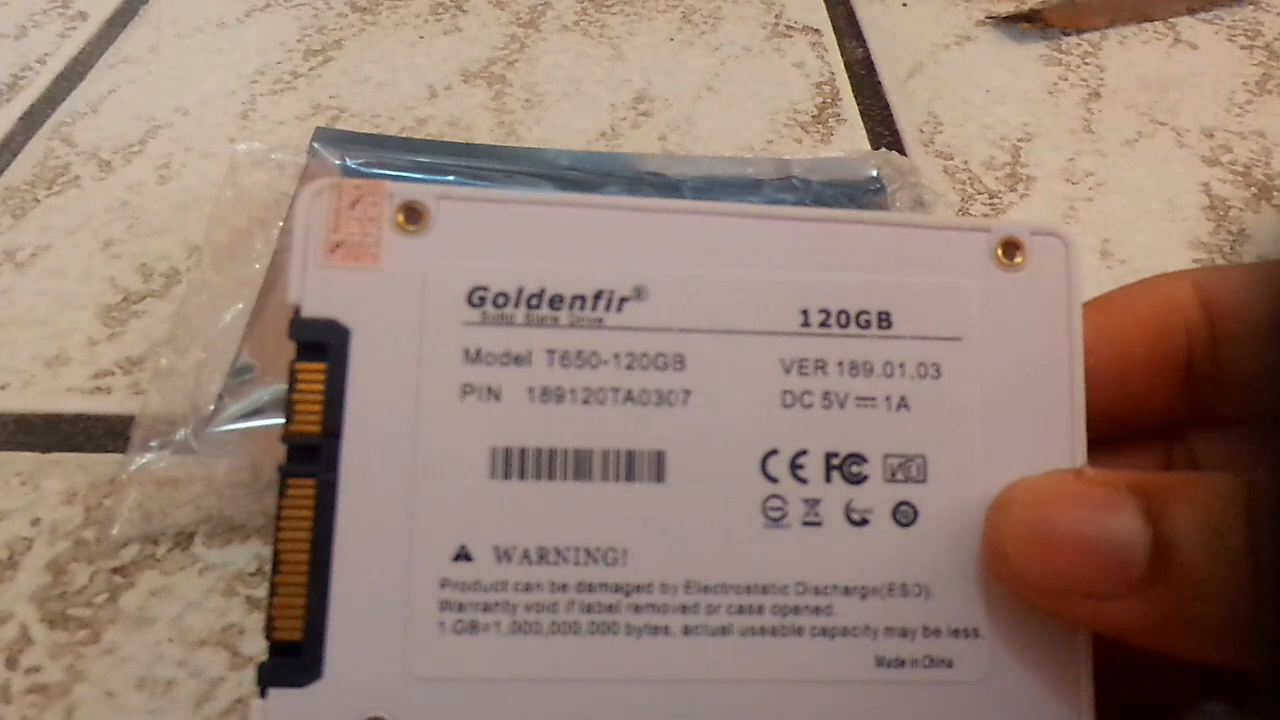 Goldenfir®
Solid State Drive
120GB
Model T650-120GB
VER 189.01.03
PIN 189120TA0307
DC 5V⎓1A
CE FC
WARNING!
Product can be damaged by Electrostatic Discharge(ESD).
Warranty void if label removed or case opened.
1 GB=1,000,000,000 bytes, actual useable capacity may be less.
Made in China